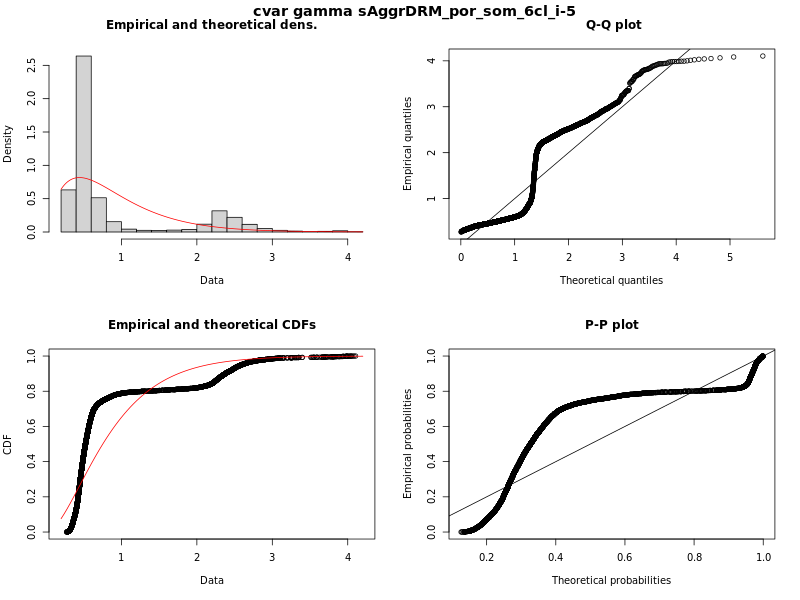 cvar gamma sAggrDRM_por_som_6cl_i-5
Empirical and theoretical dens.
Density
0.0 0.5 1.0 1.5 2.0 2.5
1 2 3 4
Data
Q-Q plot
Empirical quantiles
1 2 3 4
0 1 2 3 4 5
Theoretical quantiles
Empirical and theoretical CDFs
CDF
0.0 0.2 0.4 0.6 0.8 1.0
1 2 3 4
Data
P-P plot
Empirical probabilities
0.0 0.2 0.4 0.6 0.8 1.0
0.2 0.4 0.6 0.8 1.0
Theoretical probabilities